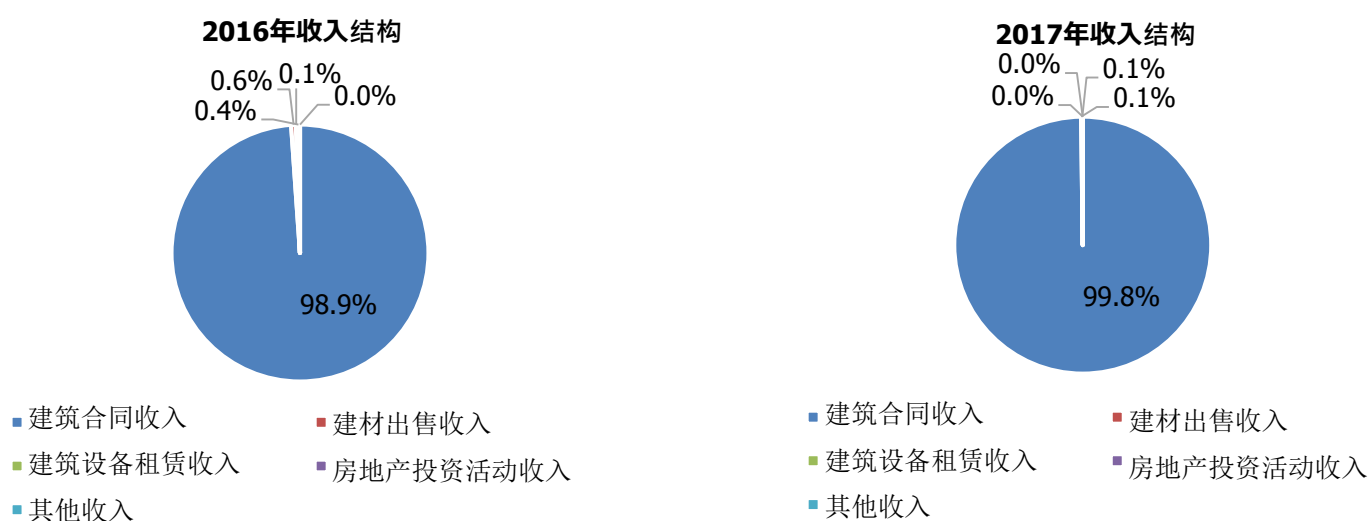 2016年收入结构
0.6% 0.1%
0.4% 0.0%
98.9%
建筑合同收入 建材出售收入
建筑设备租赁收入 房地产投资活动收入
其他收入
2017年收入结构
0.0% 0.1%
0.0% 0.1%
99.8%
建筑合同收入 建材出售收入
建筑设备租赁收入 房地产投资活动收入
其他收入